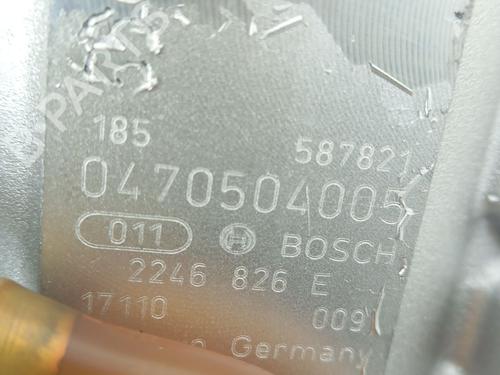 185 587821
0470504005
011 BOSCH
2246 826 E
17110 009
Germany